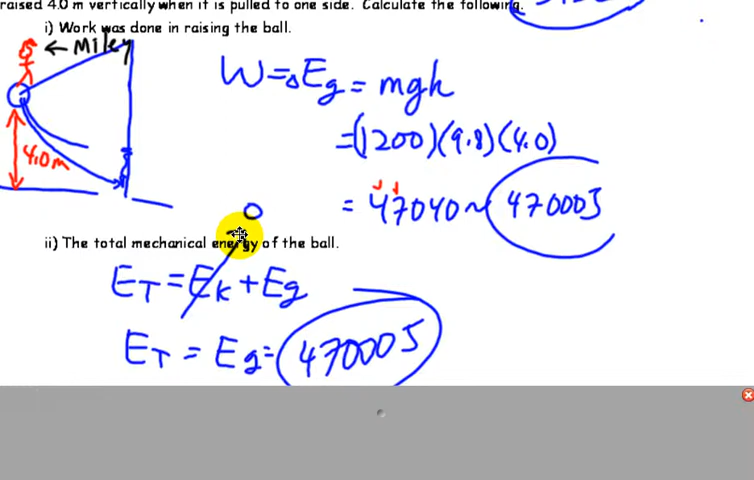 raised 4.0 m vertically when it is pulled to one side. Calculate the following.
i) Work was done in raising the ball.
← Miley
W=ΔEg = mgh
=(1200)(9.8)(4.0)
4.0m
= 47040 ~ 47000J
0
ii) The total mechanical energy of the ball.
ET = Ek + Eg
ET = Eg = 47000J